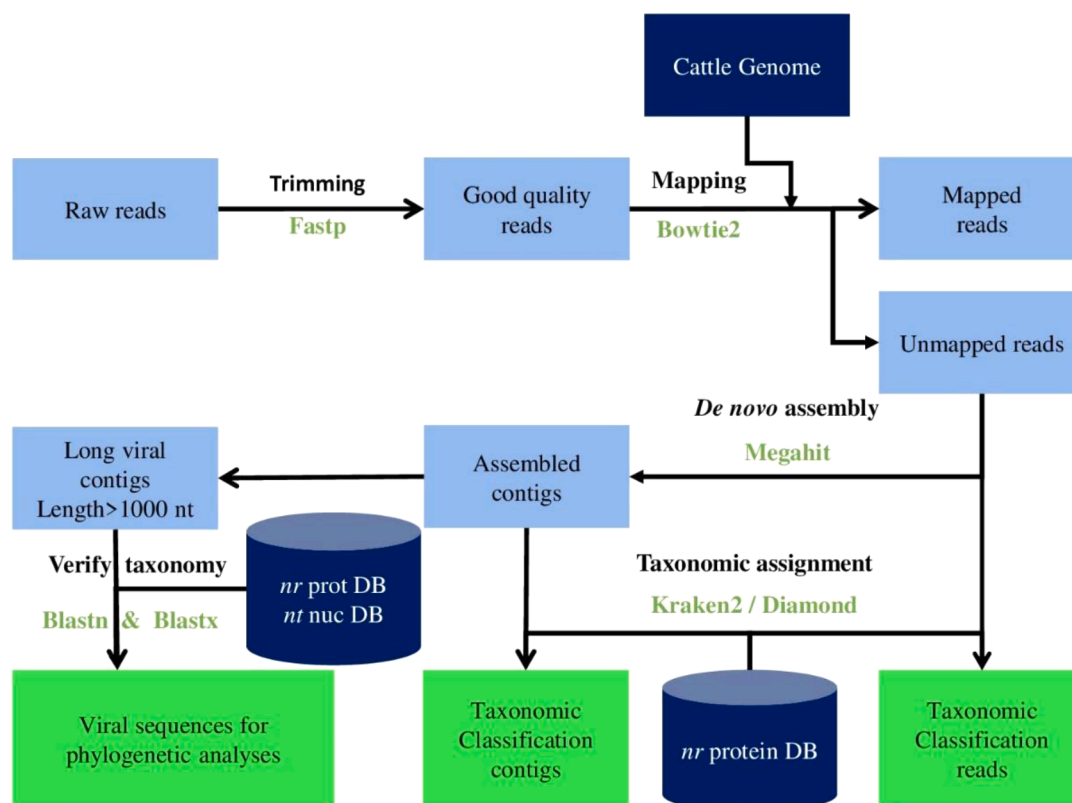 Cattle Genome
Raw reads
Trimming
Fastp
Good quality
reads
Mapping
Bowtie2
Mapped
reads
Unmapped reads
De novo assembly
Megahit
Assembled
contigs
Long viral
contigs
Length>1000 nt
Verify taxonomy
Blastn & Blastx
nr prot DB
nt nuc DB
Taxonomic assignment
Kraken2 / Diamond
Viral sequences for
phylogenetic analyses
Taxonomic
Classification
contigs
nr protein DB
Taxonomic
Classification
reads